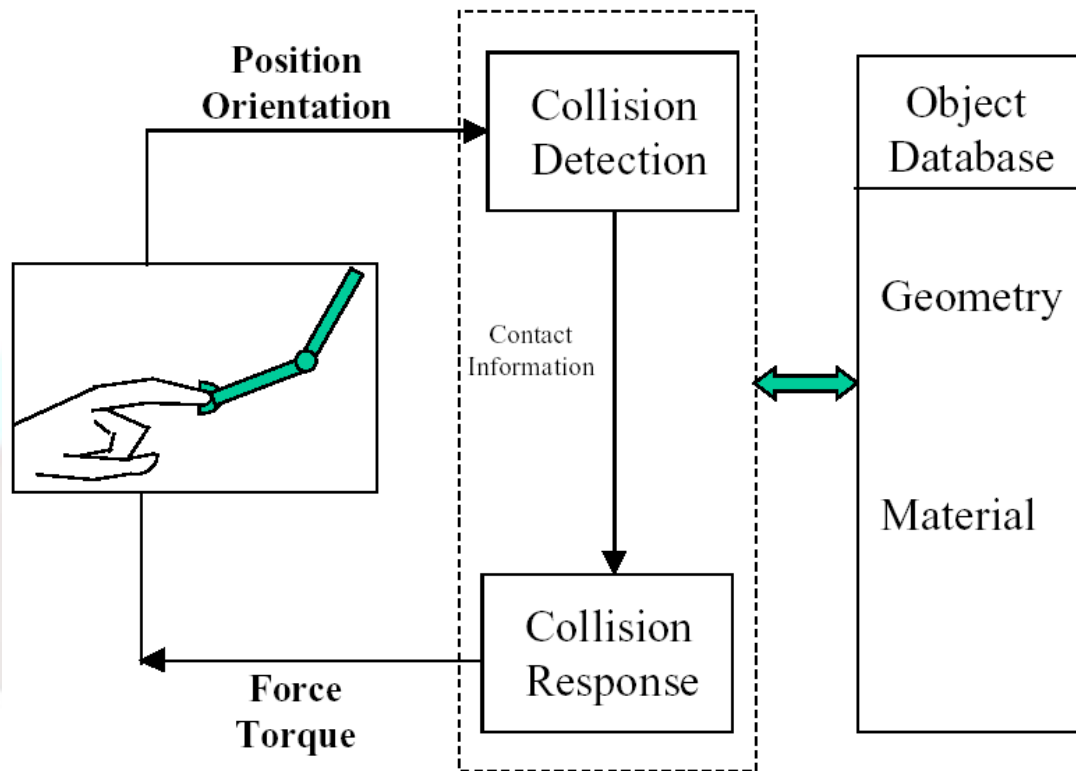 Position
Orientation
Collision
Detection
Object
Database
Geometry
Contact
Information
Material
Collision
Response
Force
Torque